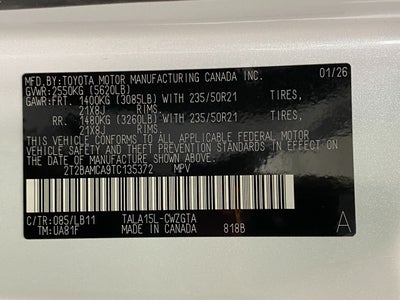 MFD.BY:TOYOTA MOTOR MANUFACTURING CANADA INC. 01/26
GVWR:2550KG (5620LB)
GAWR:FRT. 1400KG (3085LB) WITH 235/50R21 TIRES,
21X8J RIMS,
RR. 1480KG (3260LB) WITH 235/50R21 TIRES,
21X8J RIMS.
THIS VEHICLE CONFORMS TO ALL APPLICABLE FEDERAL MOTOR
VEHICLE SAFETY AND THEFT PREVENTION STANDARDS IN EFFECT
ON THE DATE OF MANUFACTURE SHOWN ABOVE.
2T2BAMCA9TC135372 MPV
C/TR:085/LB11 TALA15L-CWZGTA
TM:UA81F MADE IN CANADA 818B A